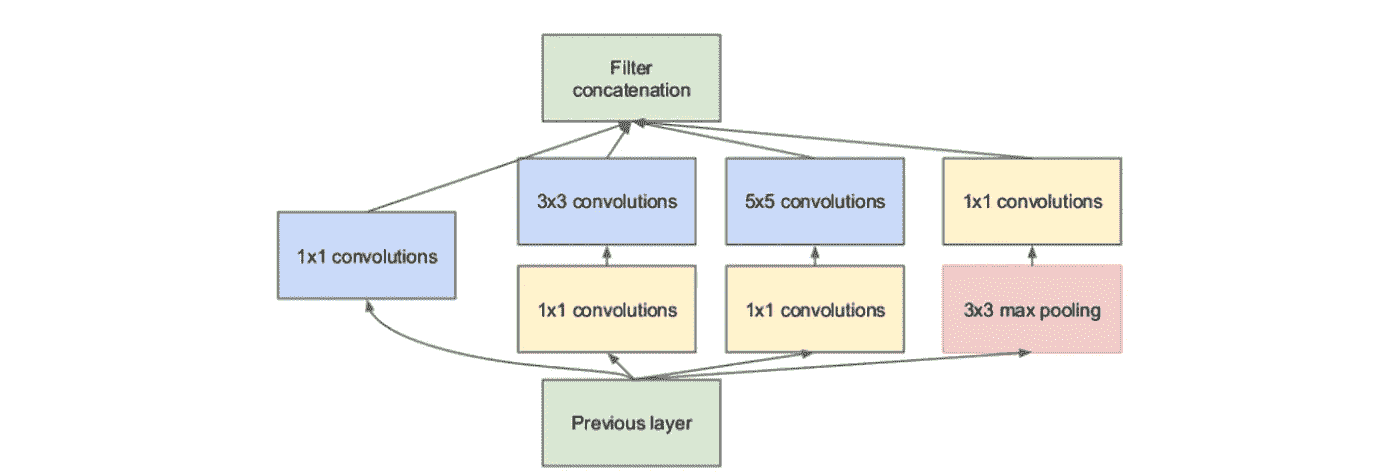 Filter
concatenation
3x3 convolutions
5x5 convolutions
1x1 convolutions
1x1 convolutions
1x1 convolutions
1x1 convolutions
3x3 max pooling
Previous layer